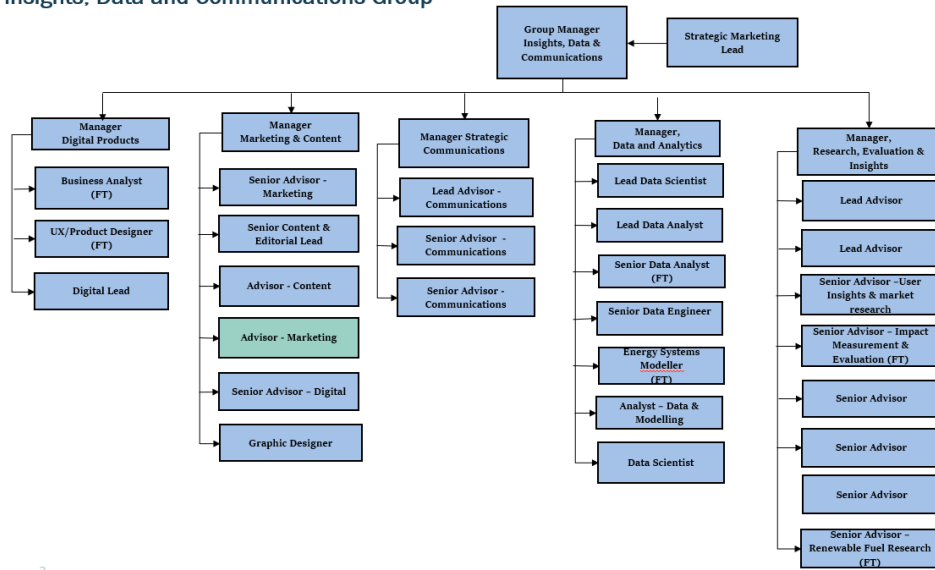 Insights, Data and Communications Group
Group Manager
Insights, Data &
Communications
Strategic Marketing
Lead
Manager
Digital Products
Business Analyst
(FT)
UX/Product Designer
(FT)
Digital Lead
Manager
Marketing & Content
Senior Advisor -
Marketing
Senior Content &
Editorial Lead
Advisor - Content
Advisor - Marketing
Senior Advisor – Digital
Graphic Designer
Manager Strategic
Communications
Lead Advisor -
Communications
Senior Advisor -
Communications
Senior Advisor -
Communications
Manager,
Data and Analytics
Lead Data Scientist
Lead Data Analyst
Senior Data Analyst
(FT)
Senior Data Engineer
Energy Systems
Modeller
(FT)
Analyst – Data &
Modelling
Data Scientist
Manager,
Research, Evaluation &
Insights
Lead Advisor
Lead Advisor
Senior Advisor –User
Insights & market
research
Senior Advisor – Impact
Measurement &
Evaluation (FT)
Senior Advisor
Senior Advisor
Senior Advisor
Senior Advisor –
Renewable Fuel Research
(FT)